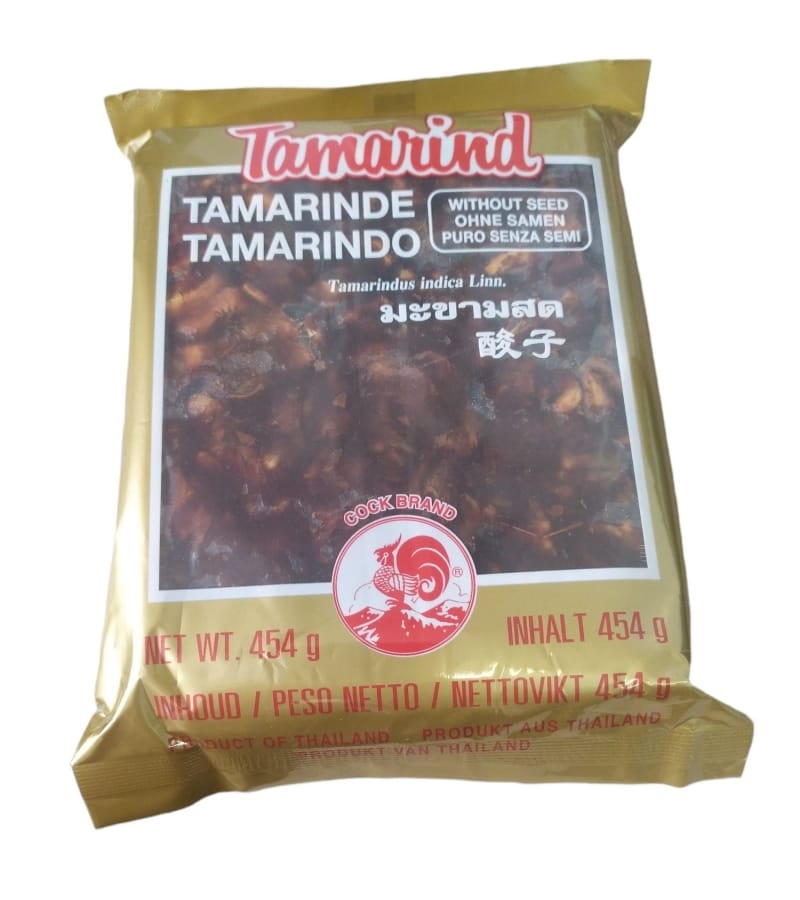 Tamarind
TAMARINDE
TAMARINDO
WITHOUT SEED
OHNE SAMEN
PURO SENZA SEMI
Tamarindus indica Linn.
มะขามสด
酸子
COCK BRAND
®
NET WT. 454 g
INHALT 454 g
INHOUD / PESO NETTO / NETTOVIKT 454 g
PRODUCT OF THAILAND PRODUKT AUS THAILAND
PRODUKT VAN THAILAND